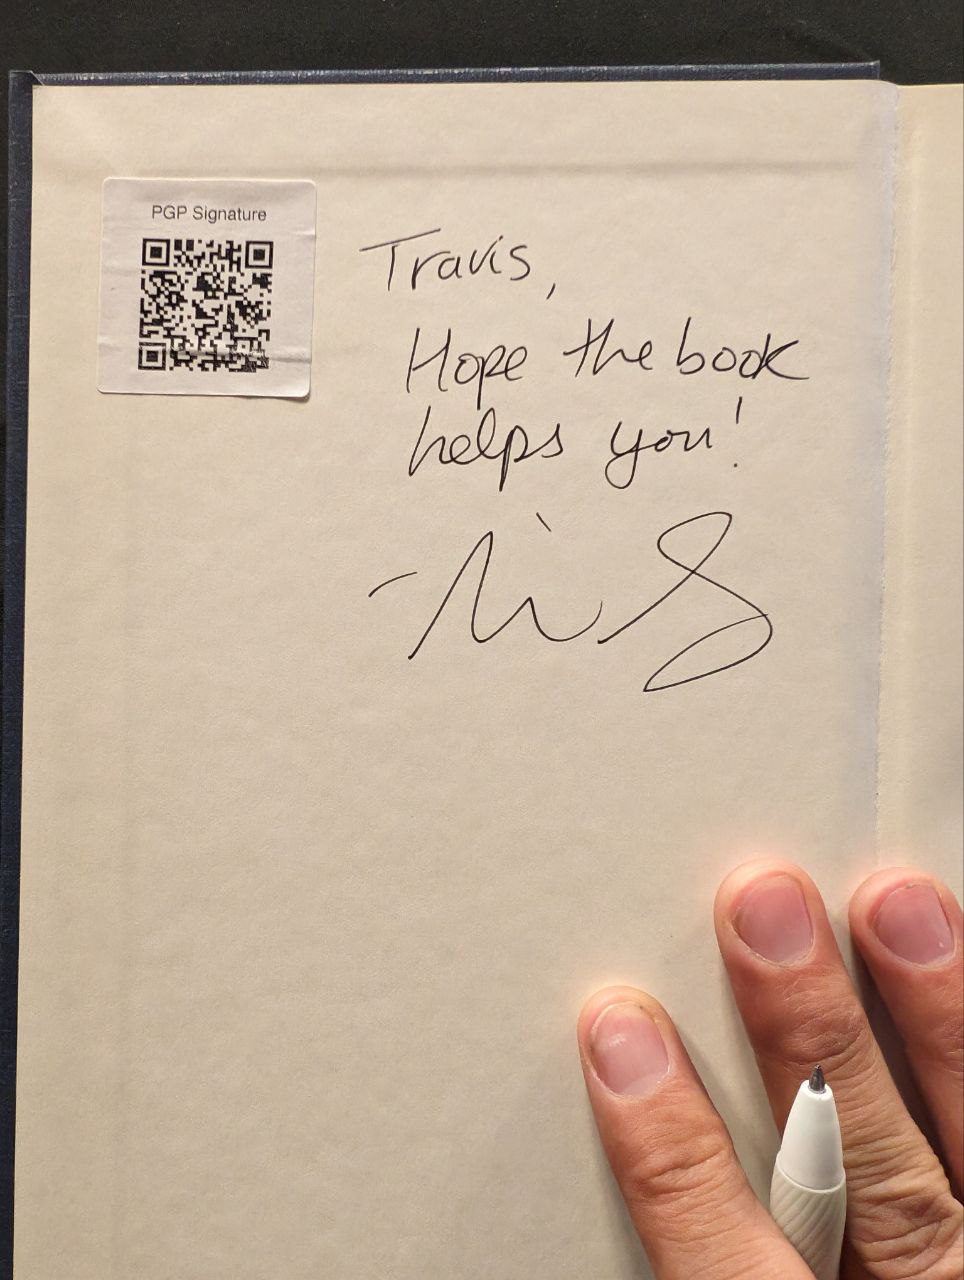 PGP Signature
Travis,
Hope the book
helps you!